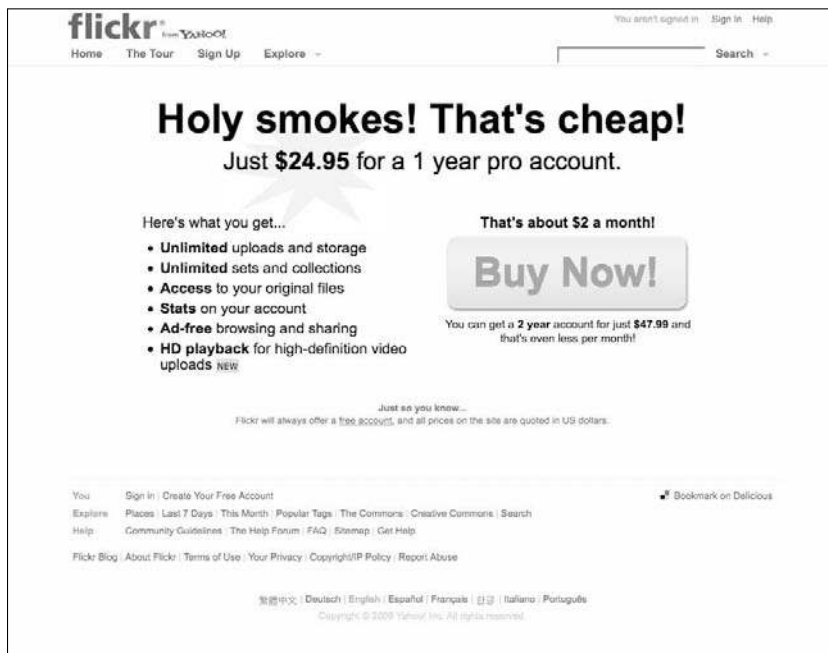 flickr from YAHOO!
You aren't signed in Sign In Help
Home The Tour Sign Up Explore
Search
Holy smokes! That's cheap!
Just $24.95 for a 1 year pro account.
Here's what you get...
• Unlimited uploads and storage
• Unlimited sets and collections
• Access to your original files
• Stats on your account
• Ad-free browsing and sharing
• HD playback for high-definition video
uploads NEW
That's about $2 a month!
Buy Now!
You can get a 2 year account for just $47.99 and
that's even less per month!
Just so you know...
Flickr will always offer a free account, and all prices on the site are quoted in US dollars.
You Sign in | Create Your Free Account
Bookmark on Delicious
Explore Places | Last 7 Days | This Month | Popular Tags | The Commons | Creative Commons | Search
Help Community Guidelines | The Help Forum | FAQ | Sitemap | Get Help
Flickr Blog | About Flickr | Terms of Use | Your Privacy | Copyright/IP Policy | Report Abuse
繁體中文 | Deutsch | English | Español | Français | 한글 | Italiano | Português
Copyright © 2009 Yahoo! Inc. All rights reserved.